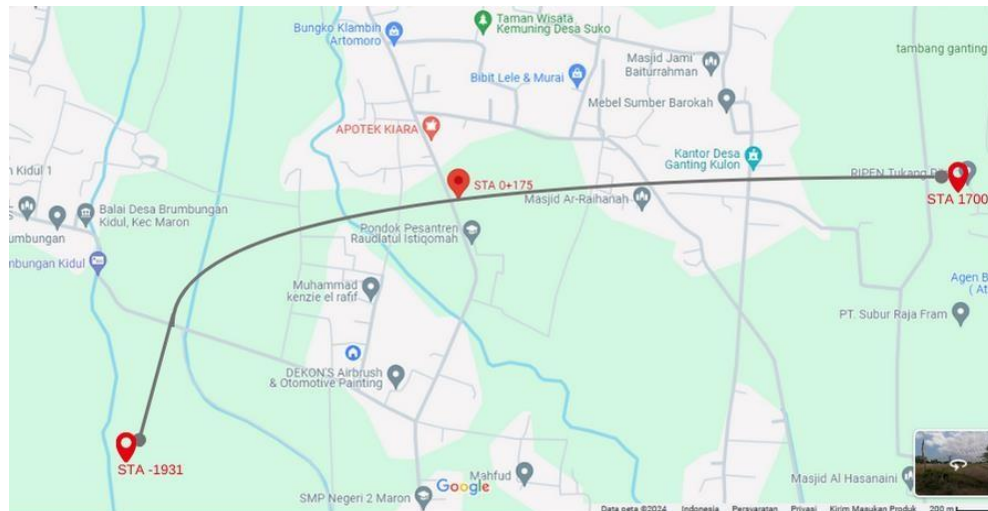 Bungko Klambin
Artomoro
Taman Wisata
Kemuning Desa Suko
tambang ganting
Masjid Jami
Baiturrahman
Bibit Lele & Murai
Mebel Sumber Barokah
APOTEK KIARA
Kantor Desa
Ganting Kulon
Kidul 1
STA 0+175
RIPEN Tukang
Masjid Ar-Raihanah
STA 1700
Balai Desa Brumbungan
Kidul, Kec Maron
umbungan
Pondok Pesantren
Raudlatul Istiqomah
mbungan Kidul
Muhammad
kenzie el rafif
Agen B
( At
PT. Subur Raja Fram
DEKON'S Airbrush
& Otomotive Painting
STA -1931
Mahfud
Google
Masjid Al Hasanaini
SMP Negeri 2 Maron
Data peta ©2024 Indonesia Persyaratan Privasi Kirim Masukan Produk 200 m